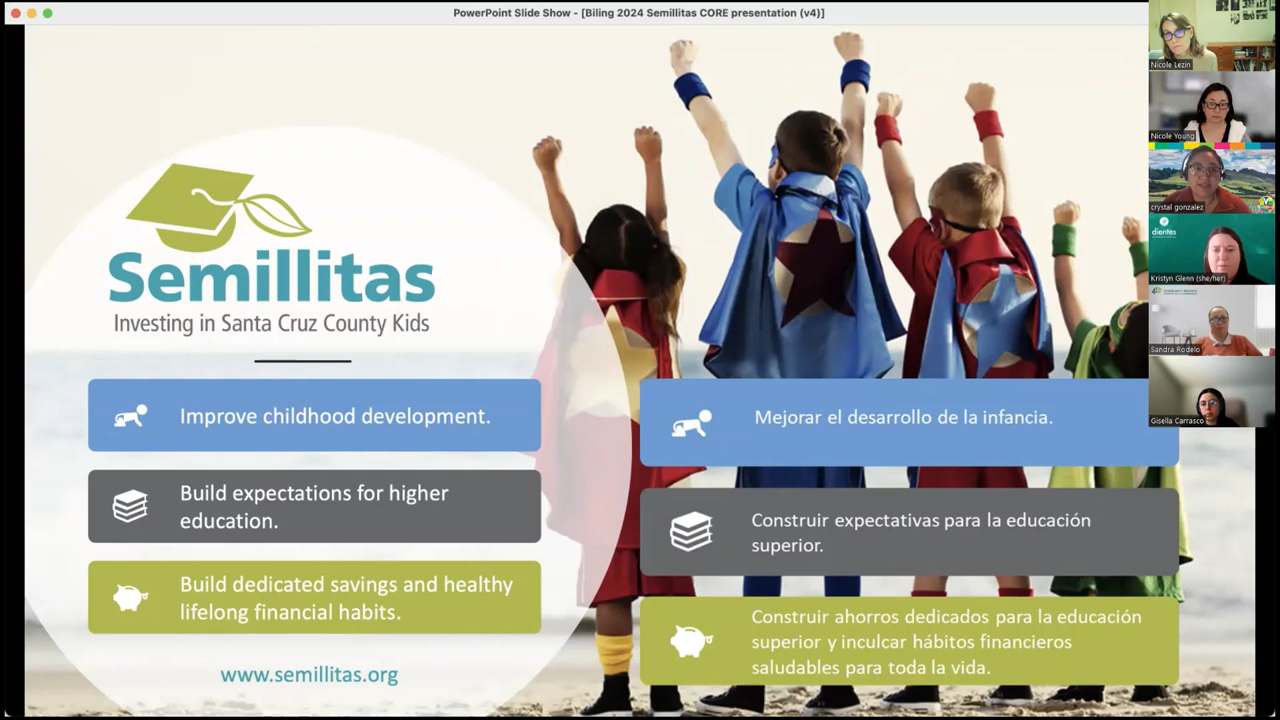 PowerPoint Slide Show - [Biling 2024 Semillitas CORE presentation (v4)]
Semillitas
Investing in Santa Cruz County Kids
Improve childhood development.
Build expectations for higher
education.
Build dedicated savings and healthy
lifelong financial habits.
www.semillitas.org
Mejorar el desarrollo de la infancia.
Construir expectativas para la educación
superior.
Construir ahorros dedicados para la educación
superior y inculcar hábitos financieros
saludables para toda la vida.
Nicole Lezin
Nicole Young
crystal gonzalez
dientes
Kristyn Glenn (she/her)
Sandra Rodelo
Gisella Carrasco